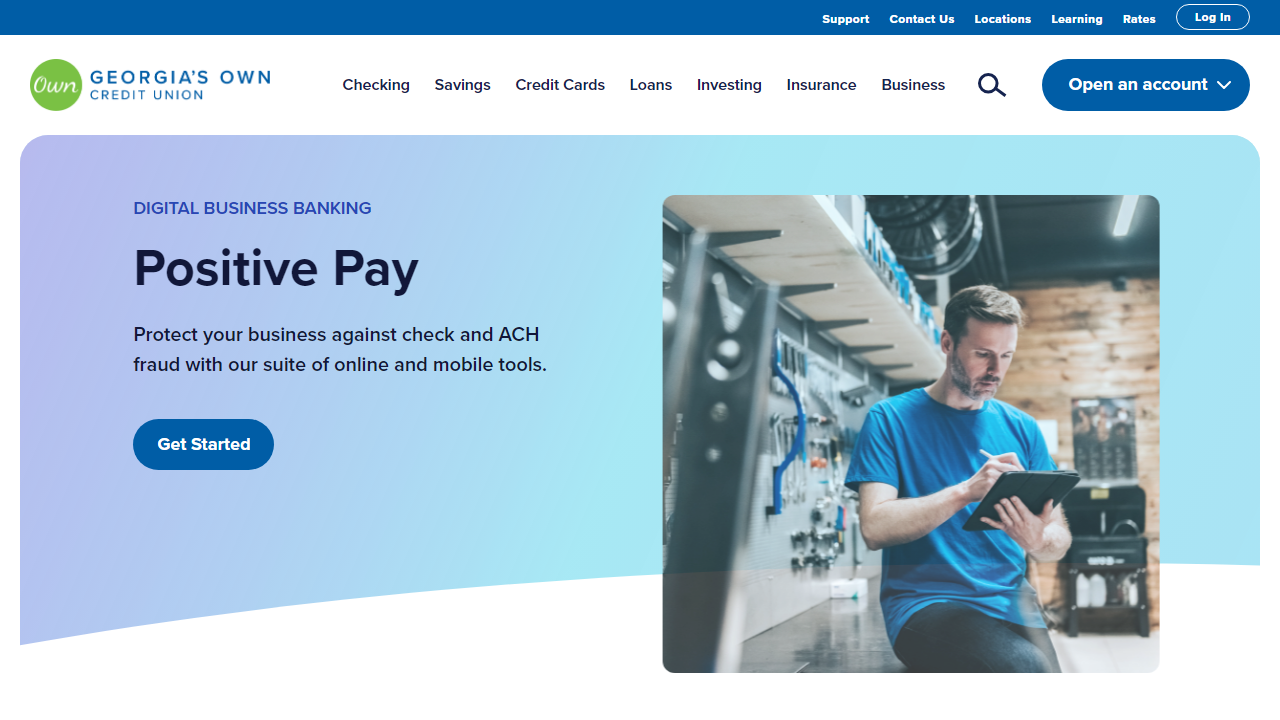 Support Contact Us Locations Learning Rates Log In
Own GEORGIA'S OWN
CREDIT UNION
Checking Savings Credit Cards Loans Investing Insurance Business Open an account
DIGITAL BUSINESS BANKING
Positive Pay
Protect your business against check and ACH
fraud with our suite of online and mobile tools.
Get Started